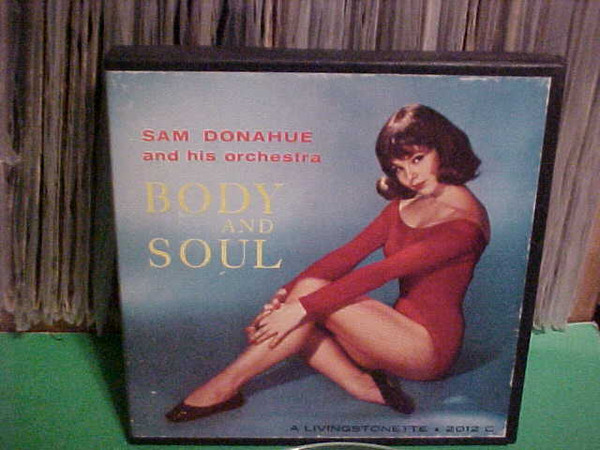 SAM DONAHUE
and his orchestra
BODY
AND
SOUL
A LIVINGSTONETTE • 2012 C